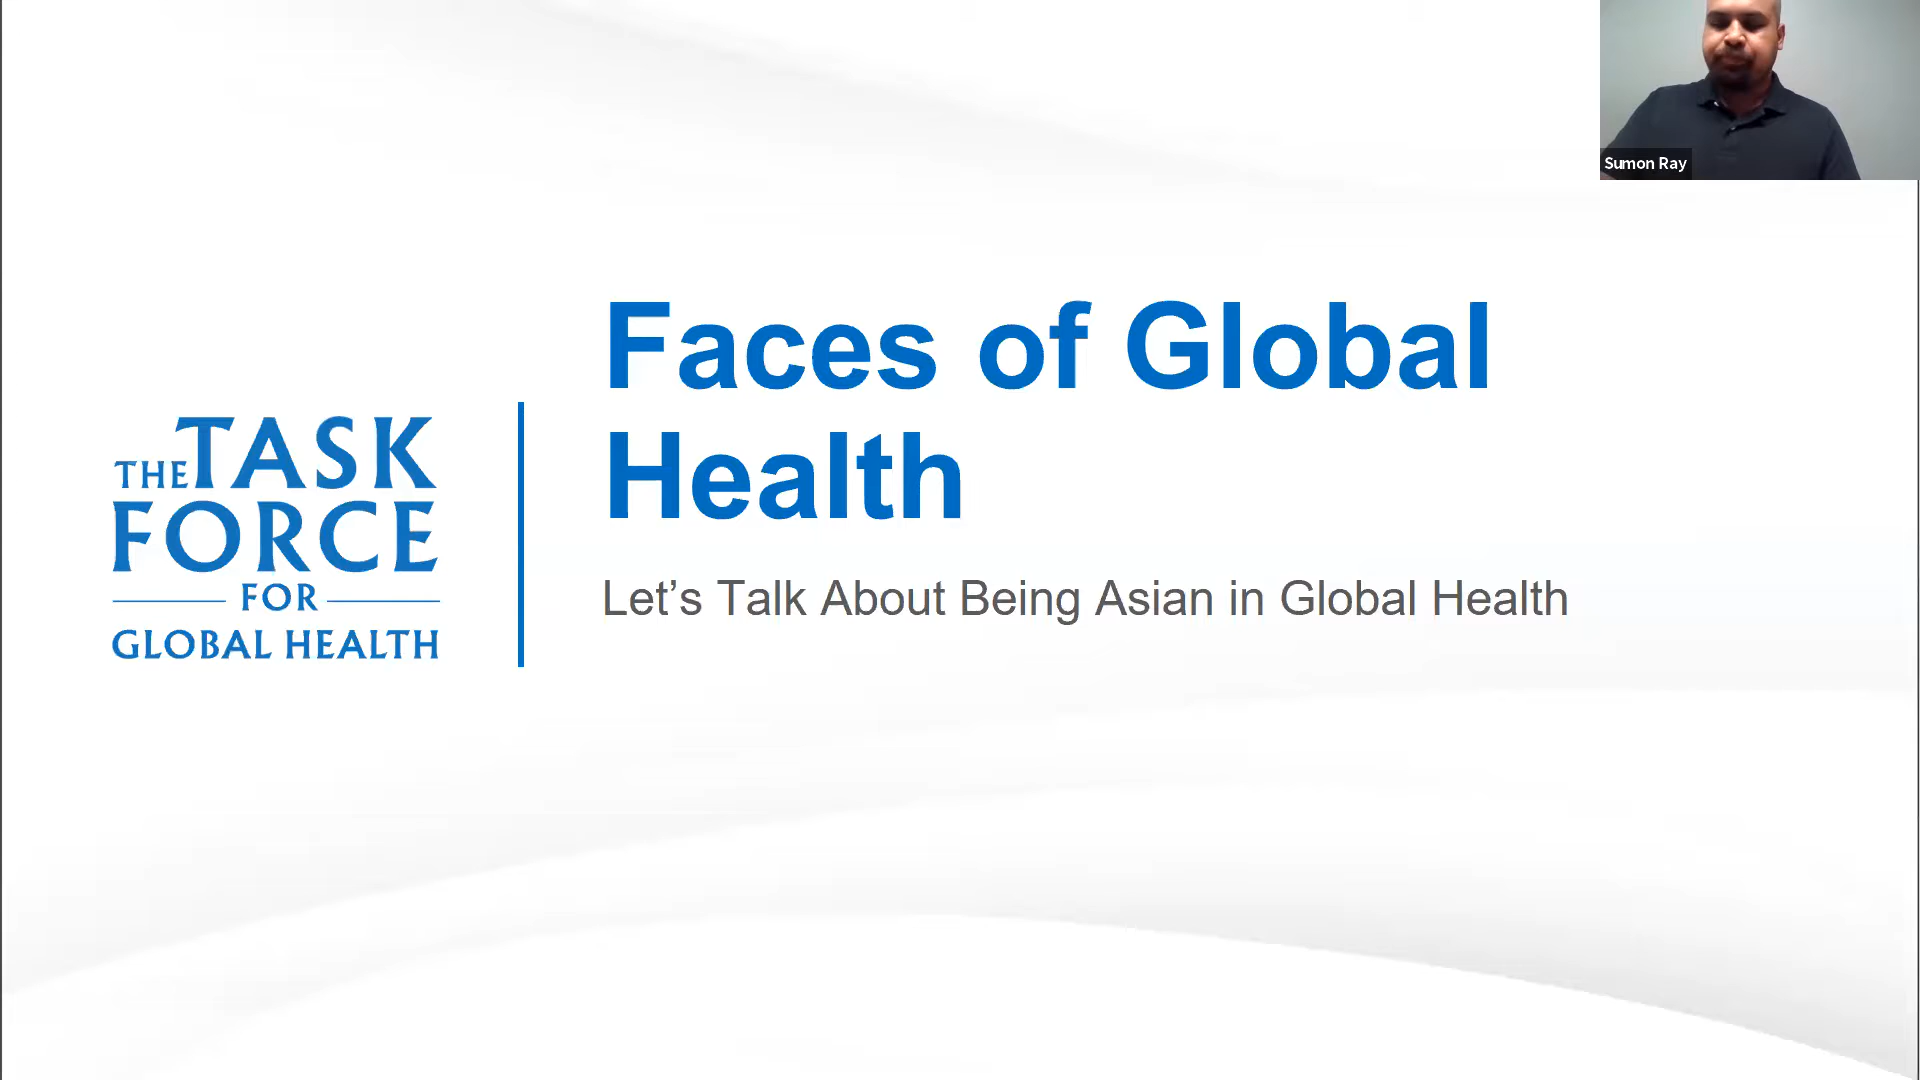 Sumon Ray
Faces of Global
Health
Let’s Talk About Being Asian in Global Health
THE TASK
FORCE
FOR
GLOBAL HEALTH